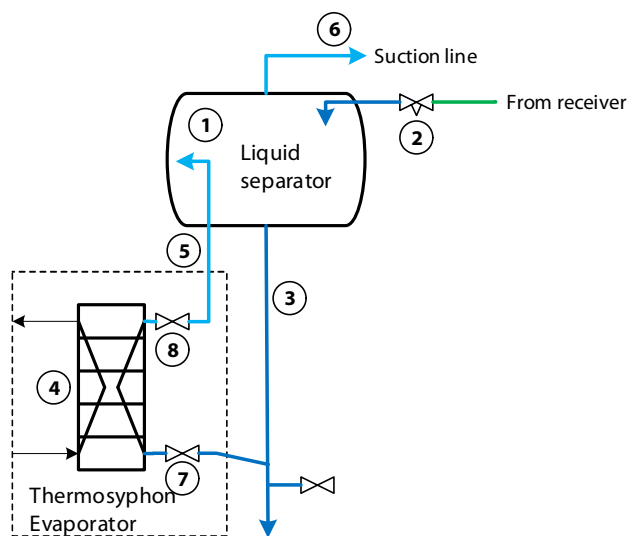 6
Suction line
1
From receiver
2
Liquid
separator
5
3
8
4
7
Thermosyphon
Evaporator